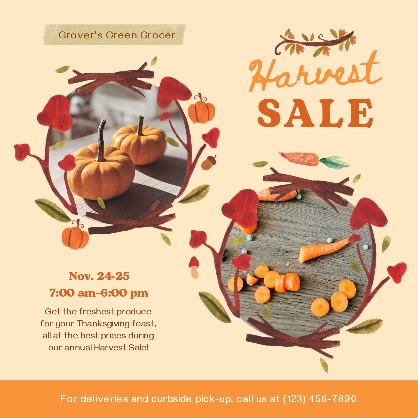 Grover's Green Grocer
Harvest
SALE
Nov. 24-25
7:00 am-6:00 pm
Get the freshest produce
for your Thanksgiving feast,
all at the best prices during
our annual Harvest Sale!
For deliveries and curbside pick-up, call us at (123) 456-7890